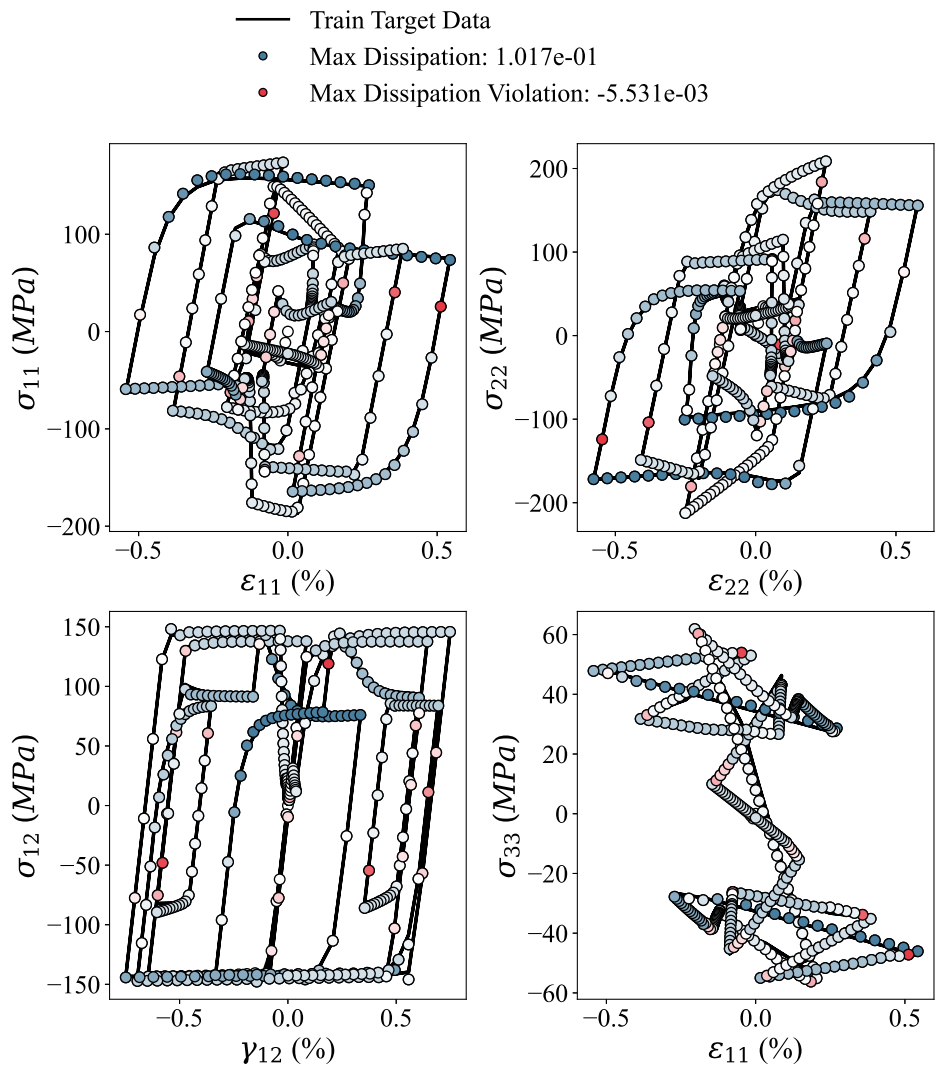 Train Target Data
Max Dissipation: 1.017e-01
Max Dissipation Violation: -5.531e-03
σ₁₁ (MPa)
100
0
−100
−200
−0.5 0.0 0.5
ε₁₁ (%)
σ₂₂ (MPa)
200
100
0
−100
−200
−0.5 0.0 0.5
ε₂₂ (%)
σ₁₂ (MPa)
150
100
50
0
−50
−100
−150
−0.5 0.0 0.5
γ₁₂ (%)
σ₃₃ (MPa)
60
40
20
0
−20
−40
−60
−0.5 0.0 0.5
ε₁₁ (%)